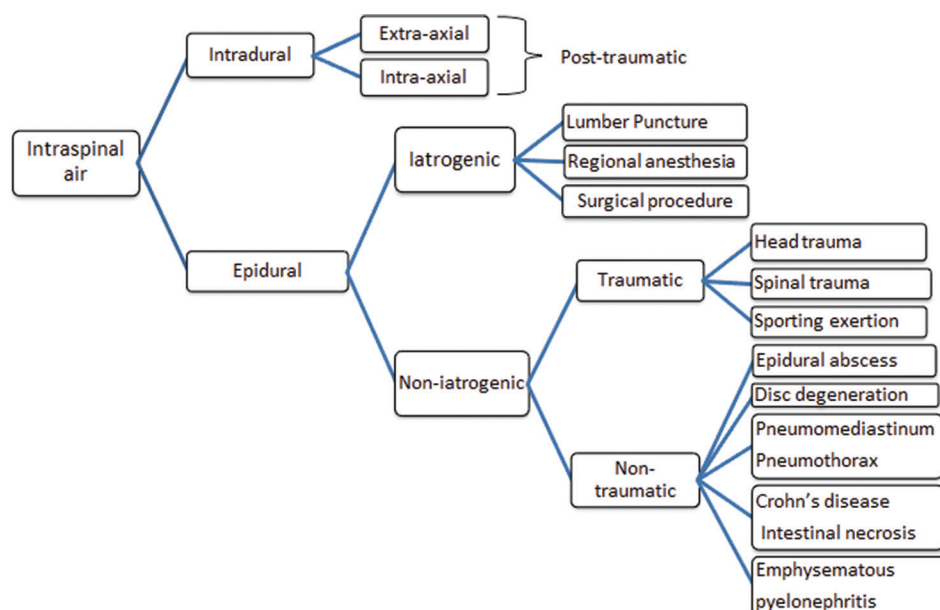 Intraspinal
air
Intradural
Extra-axial
Intra-axial
Post-traumatic
Epidural
Iatrogenic
Lumber Puncture
Regional anesthesia
Surgical procedure
Non-iatrogenic
Traumatic
Head trauma
Spinal trauma
Sporting exertion
Non-
traumatic
Epidural abscess
Disc degeneration
Pneumomediastinum
Pneumothorax
Crohn’s disease
Intestinal necrosis
Emphysematous
pyelonephritis